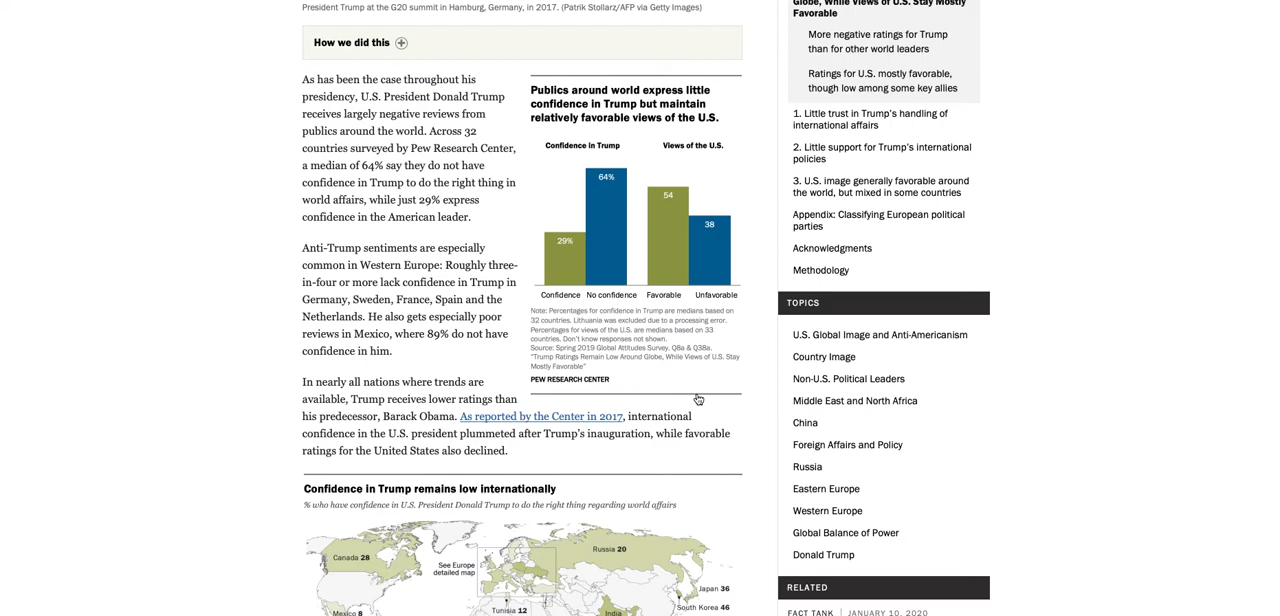 President Trump at the G20 summit in Hamburg, Germany, in 2017. (Patrik Stollarz/AFP via Getty Images)
How we did this
As has been the case throughout his
presidency, U.S. President Donald Trump
receives largely negative reviews from
publics around the world. Across 32
countries surveyed by Pew Research Center,
a median of 64% say they do not have
confidence in Trump to do the right thing in
world affairs, while just 29% express
confidence in the American leader.
Anti-Trump sentiments are especially
common in Western Europe: Roughly three-
in-four or more lack confidence in Trump in
Germany, Sweden, France, Spain and the
Netherlands. He also gets especially poor
reviews in Mexico, where 89% do not have
confidence in him.
In nearly all nations where trends are
available, Trump receives lower ratings than
his predecessor, Barack Obama. As reported by the Center in 2017, international
confidence in the U.S. president plummeted after Trump's inauguration, while favorable
ratings for the United States also declined.
Publics around world express little
confidence in Trump but maintain
relatively favorable views of the U.S.
Confidence in Trump
Views of the U.S.
29%
64%
54
38
Confidence No confidence Favorable Unfavorable
Note: Percentages for confidence in Trump are medians based on
32 countries. Lithuania was excluded due to a processing error.
Percentages for views of the U.S. are medians based on 33
countries. Don't know responses not shown.
Source: Spring 2019 Global Attitudes Survey. Q8a & Q38a.
"Trump Ratings Remain Low Around Globe, While Views of U.S. Stay
Mostly Favorable"
PEW RESEARCH CENTER
Confidence in Trump remains low internationally
% who have confidence in U.S. President Donald Trump to do the right thing regarding world affairs
Canada 28
See Europe
detailed map
Russia 20
Japan 36
South Korea 46
Tunisia 12
Mexico 8
India
Globe, While Views of U.S. Stay Mostly
Favorable
More negative ratings for Trump
than for other world leaders
Ratings for U.S. mostly favorable,
though low among some key allies
1. Little trust in Trump's handling of
international affairs
2. Little support for Trump's international
policies
3. U.S. image generally favorable around
the world, but mixed in some countries
Appendix: Classifying European political
parties
Acknowledgments
Methodology
TOPICS
U.S. Global Image and Anti-Americanism
Country Image
Non-U.S. Political Leaders
Middle East and North Africa
China
Foreign Affairs and Policy
Russia
Eastern Europe
Western Europe
Global Balance of Power
Donald Trump
RELATED
FACT TANK | JANUARY 10, 2020